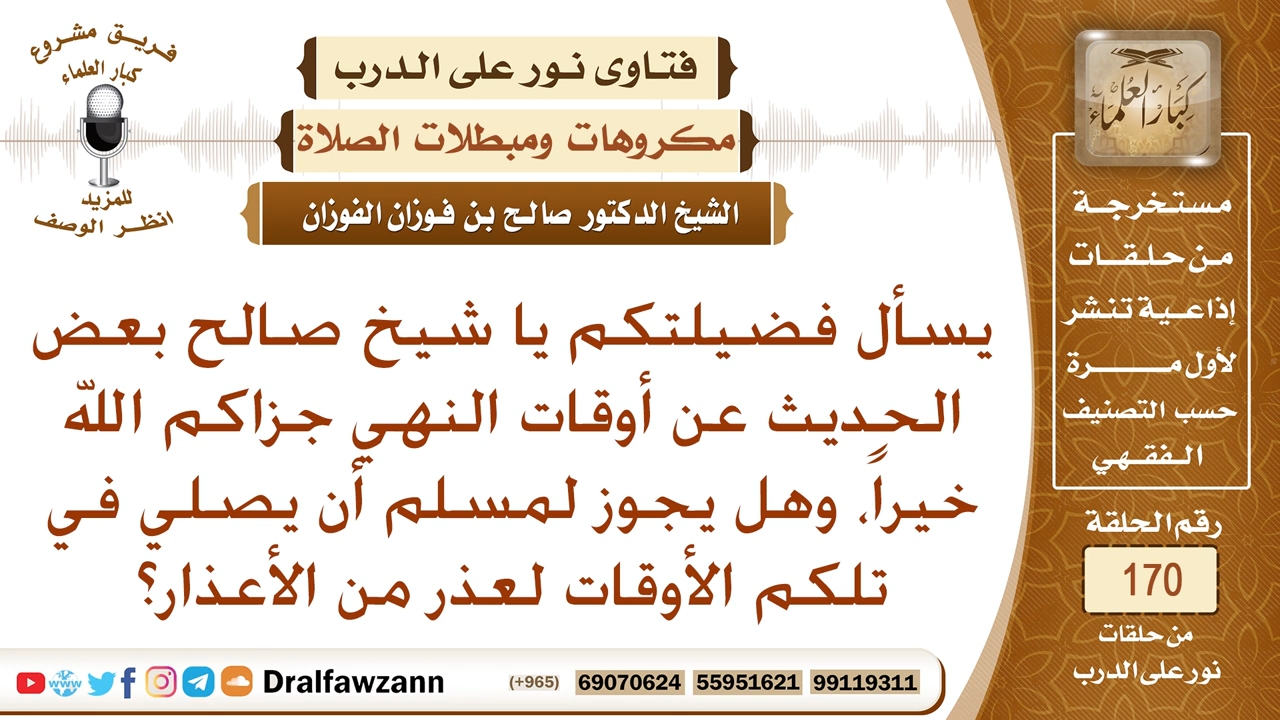 فريق مشروع
كبار العلماء
للمزيد
انظر الوصف
فتاوى نور على الدرب
مكروهات ومبطلات الصلاة
الشيخ الدكتور صالح بن فوزان الفوزان
يسأل فضيلتكم يا شيخ صالح بعض
الحديث عن أوقات النهي جزاكم الله
خيراً، وهل يجوز لمسلم أن يصلي في
تلكم الأوقات لعذر من الأعذار؟
كبار العلماء
مستخرجة
من حلقات
إذاعية تنشر
لأول مرة
حسب التصنيف
الفقهي
رقم الحلقة
170
من حلقات
نور على الدرب
www Dralfawzann (+965) 69070624 55951621 99119311